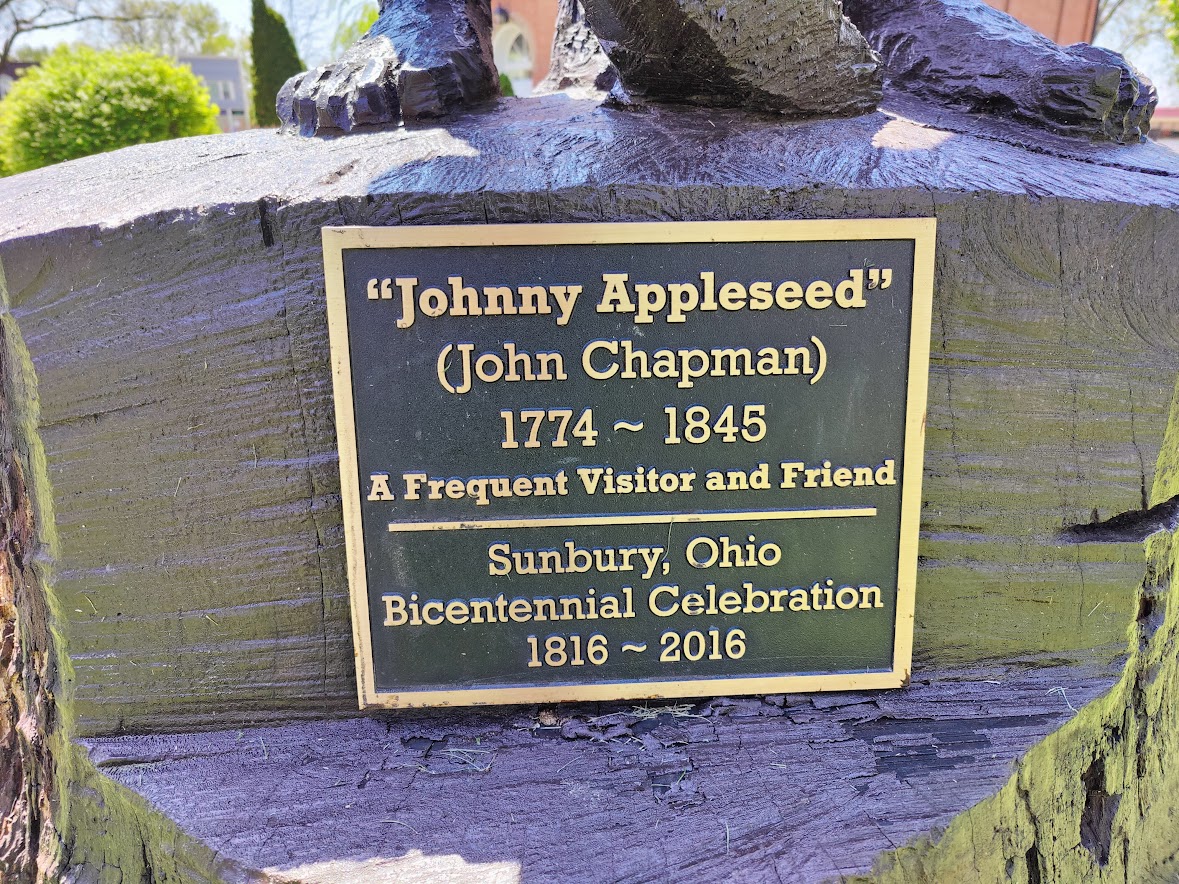 “Johnny Appleseed”
(John Chapman)
1774 ~ 1845
A Frequent Visitor and Friend
Sunbury, Ohio
Bicentennial Celebration
1816 ~ 2016